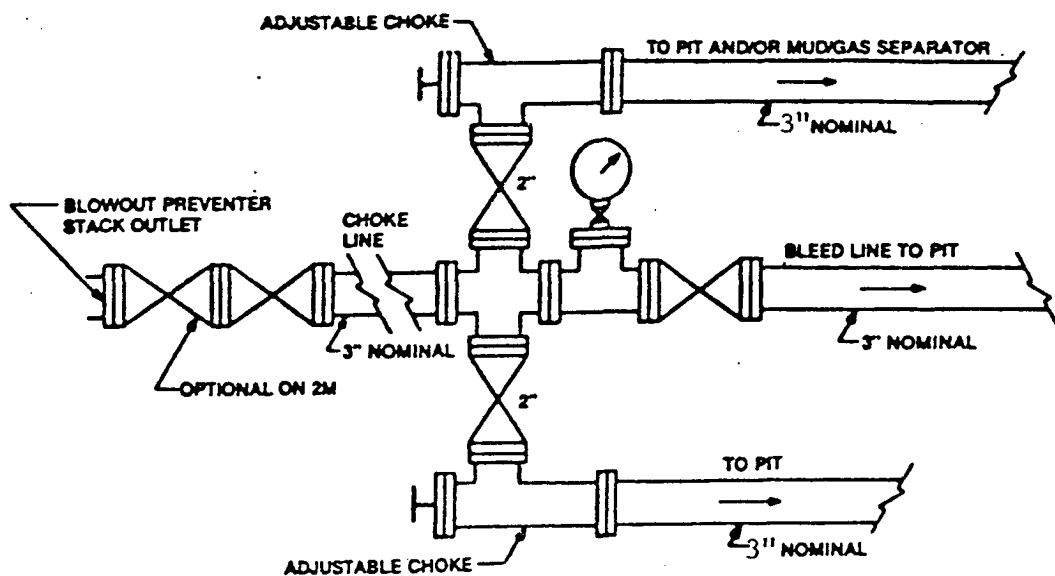 ADJUSTABLE CHOKE
TO PIT AND/OR MUD/GAS SEPARATOR
3" NOMINAL
2"
BLOWOUT PREVENTER
STACK OUTLET
CHOKE
LINE
BLEED LINE TO PIT
3" NOMINAL
3" NOMINAL
OPTIONAL ON 2M
2"
TO PIT
3" NOMINAL
ADJUSTABLE CHOKE